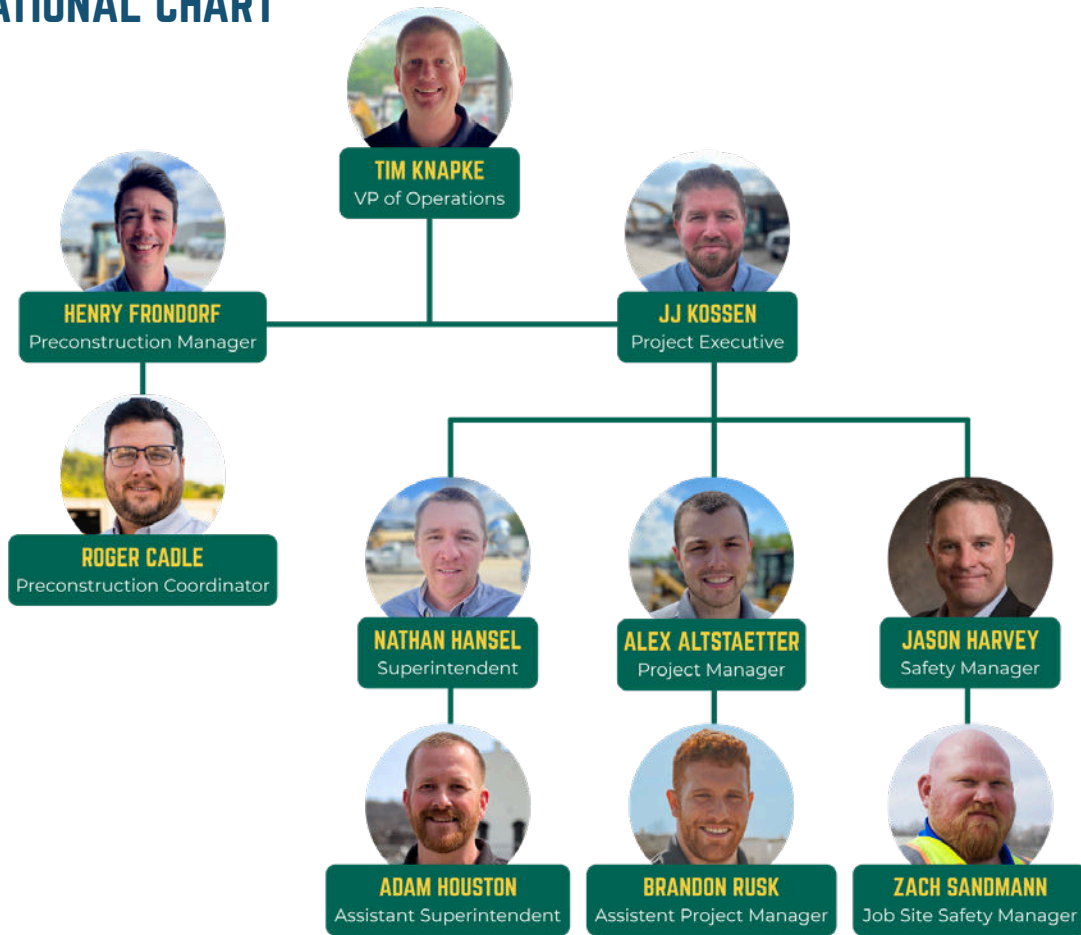 TIM KNAPKE
VP of Operations
HENRY FRONDORF
Preconstruction Manager
JJ KOSSEN
Project Executive
ROGER CADLE
Preconstruction Coordinator
NATHAN HANSEL
Superintendent
ALEX ALTSTAETTER
Project Manager
JASON HARVEY
Safety Manager
ADAM HOUSTON
Assistant Superintendent
BRANDON RUSK
Assistent Project Manager
ZACH SANDMANN
Job Site Safety Manager